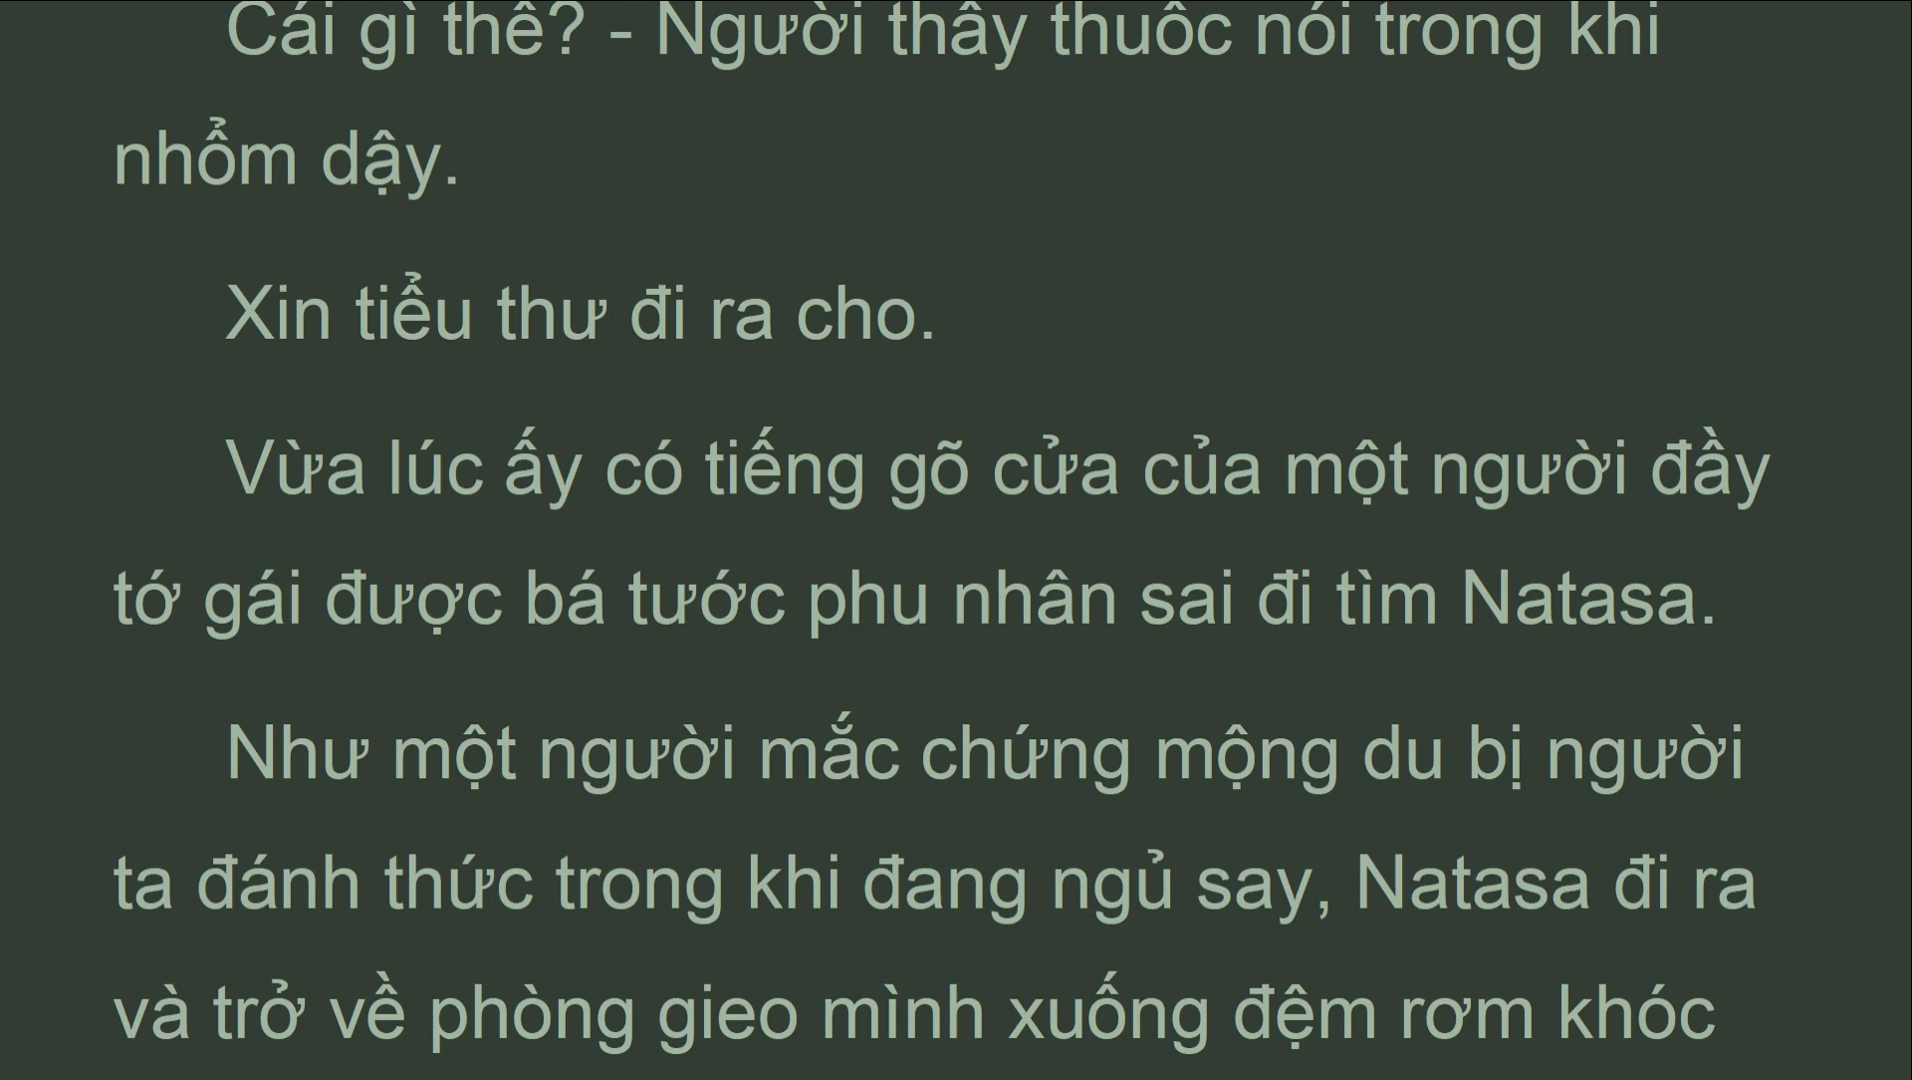 Cái gì thế? - Người thầy thuốc nói trong khi
nhổm dậy.
Xin tiểu thư đi ra cho.
Vừa lúc ấy có tiếng gõ cửa của một người đầy
tớ gái được bá tước phu nhân sai đi tìm Natasa.
Như một người mắc chứng mộng du bị người
ta đánh thức trong khi đang ngủ say, Natasa đi ra
và trở về phòng gieo mình xuống đệm rơm khóc